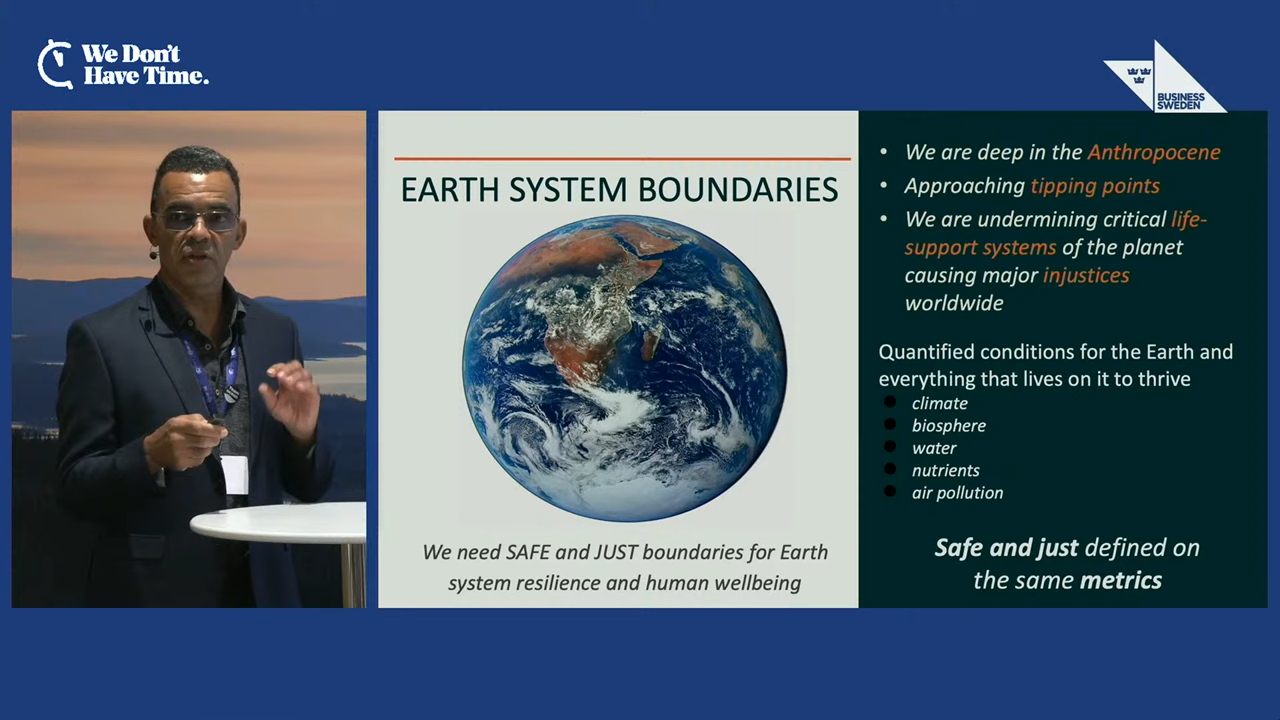 We Don't
Have Time.
BUSINESS
SWEDEN
EARTH SYSTEM BOUNDARIES
We need SAFE and JUST boundaries for Earth
system resilience and human wellbeing
• We are deep in the Anthropocene
• Approaching tipping points
• We are undermining critical life-
support systems of the planet
causing major injustices
worldwide
Quantified conditions for the Earth and
everything that lives on it to thrive
● climate
● biosphere
● water
● nutrients
● air pollution
Safe and just defined on
the same metrics